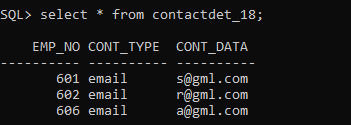 SQL> select * from contactdet_18;
EMP_NO CONT_TYPE CONT_DATA
---------- ---------- ----------
601 email s@gml.com
602 email r@gml.com
606 email a@gml.com